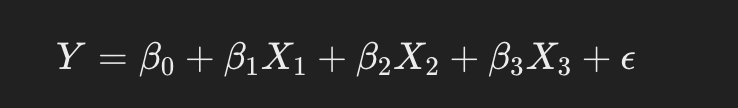 Y = β₀ + β₁X₁ + β₂X₂ + β₃X₃ + ϵ